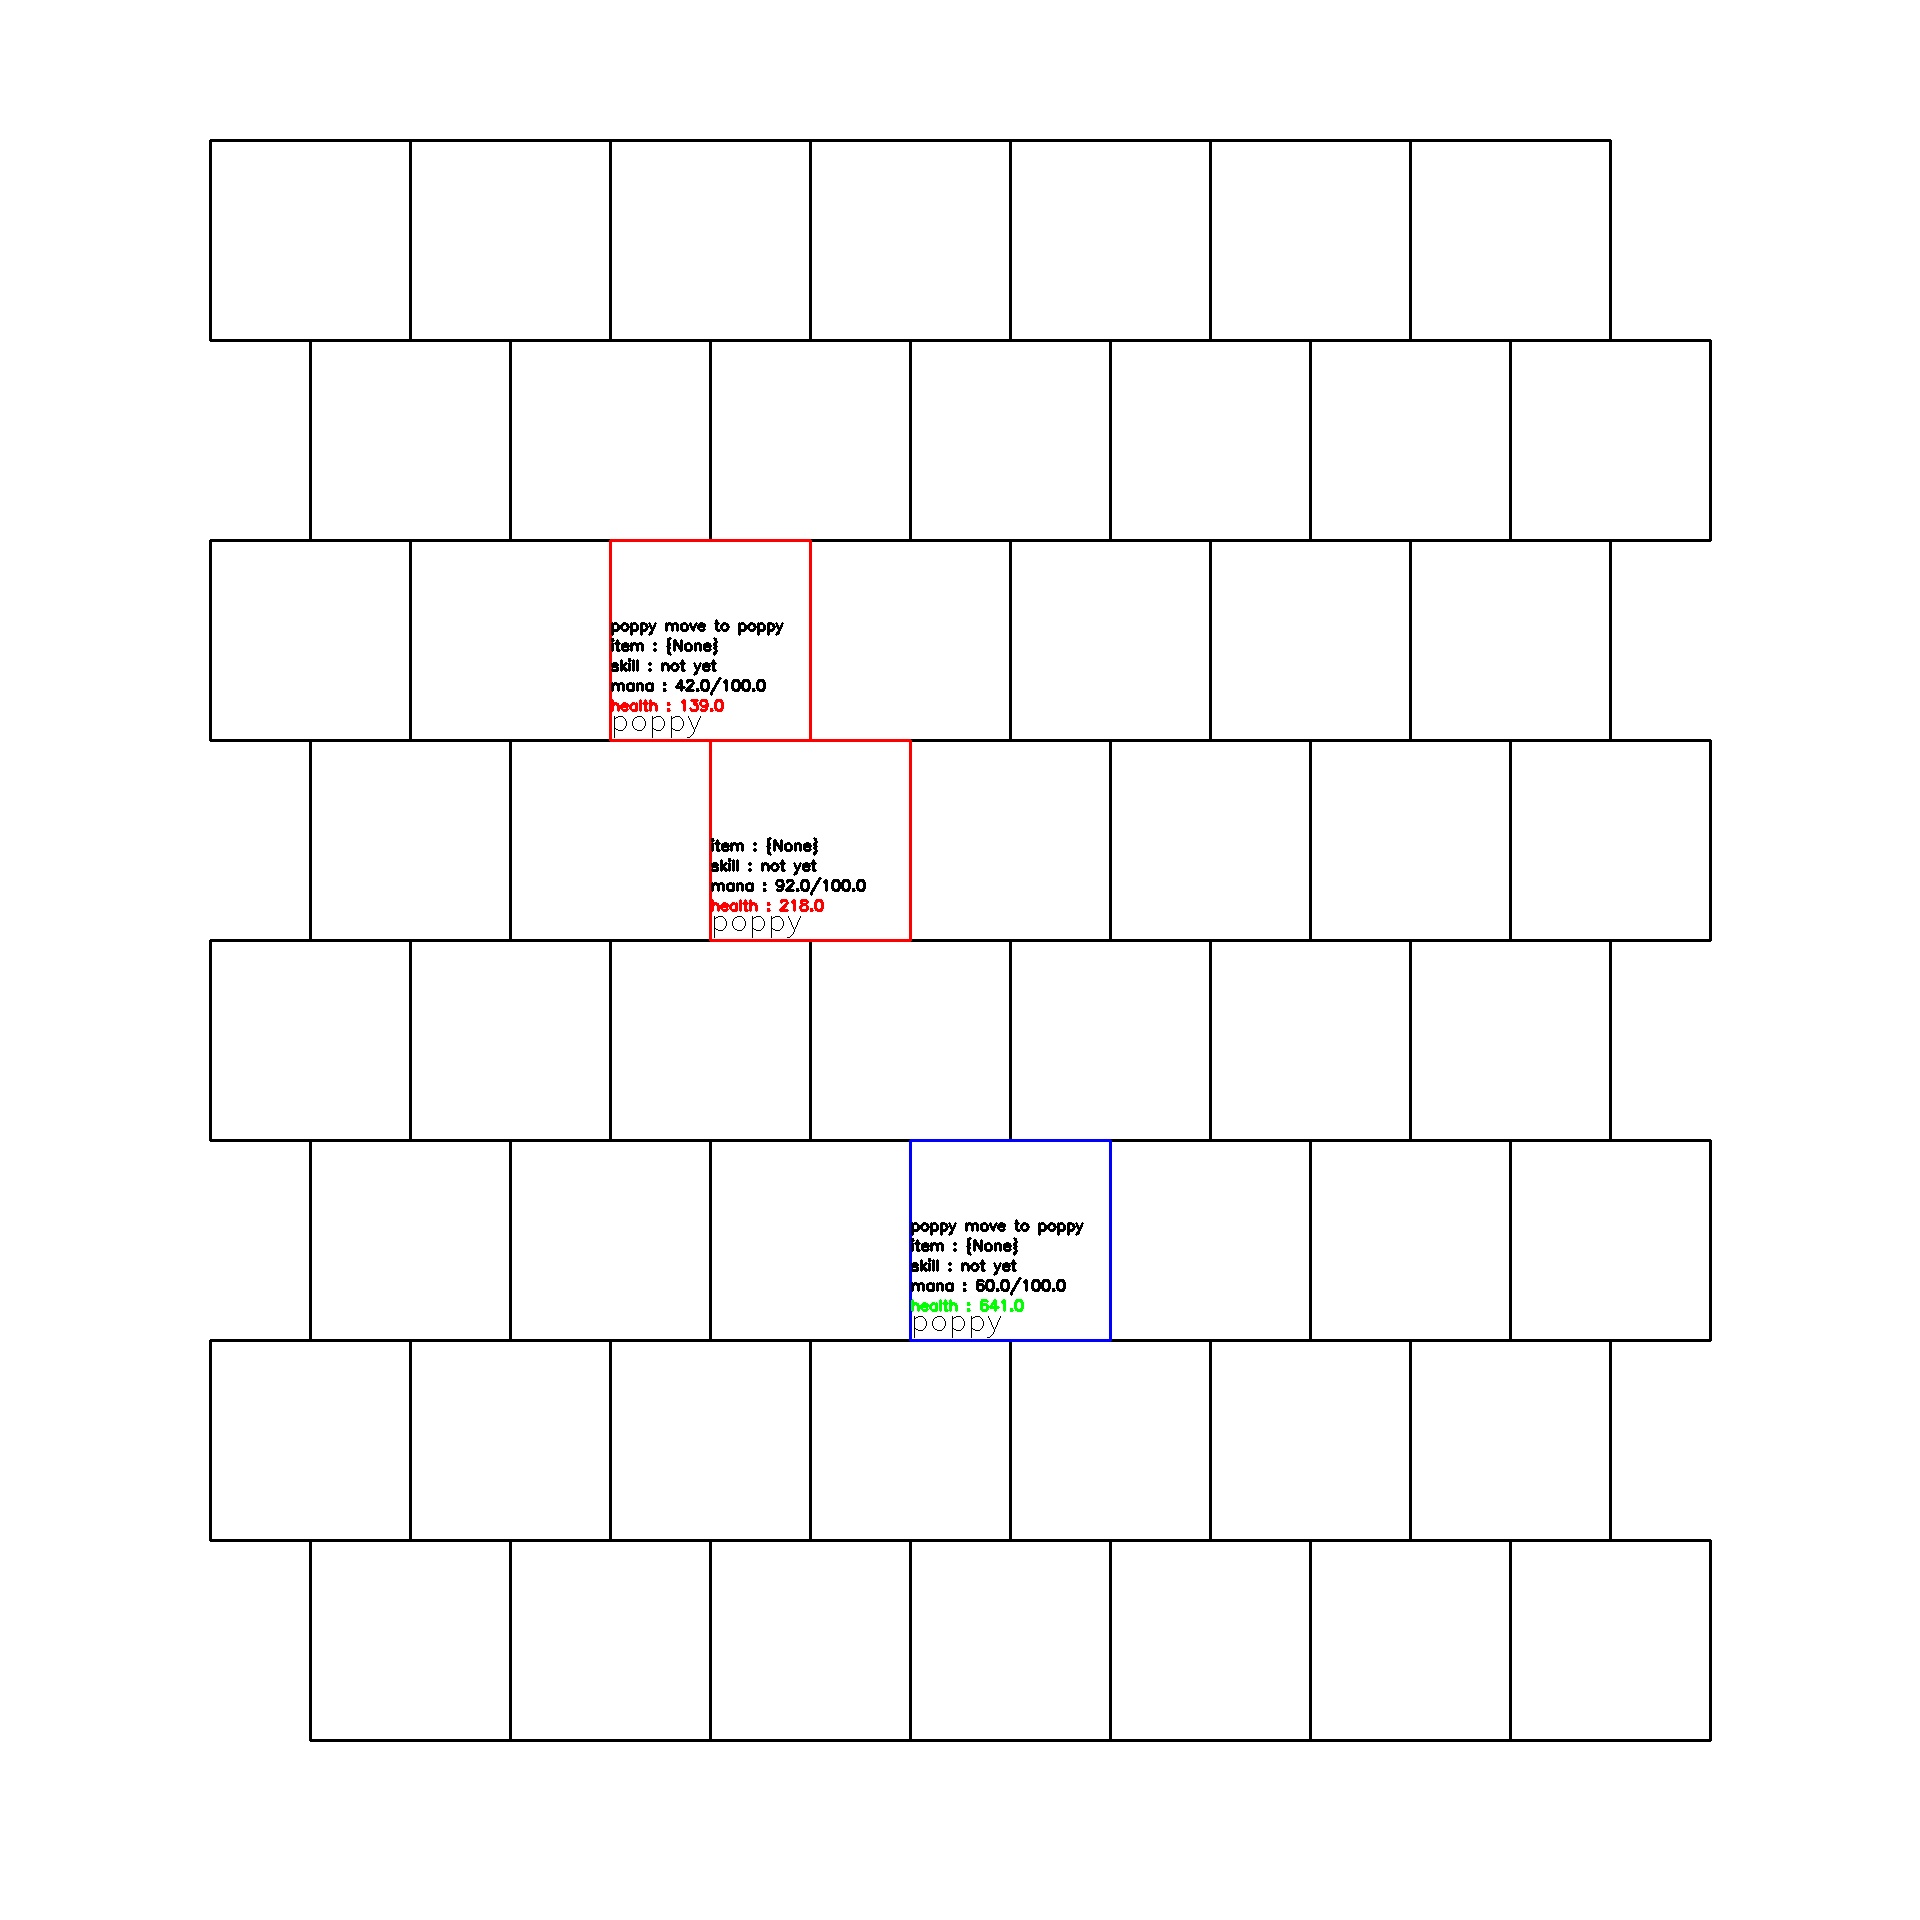 poppy move to poppy
item : {None}
skill : not yet
mana : 42.0/100.0
health : 139.0
poppy
item : {None}
skill : not yet
mana : 92.0/100.0
health : 218.0
poppy
poppy move to poppy
item : {None}
skill : not yet
mana : 60.0/100.0
health : 641.0
poppy